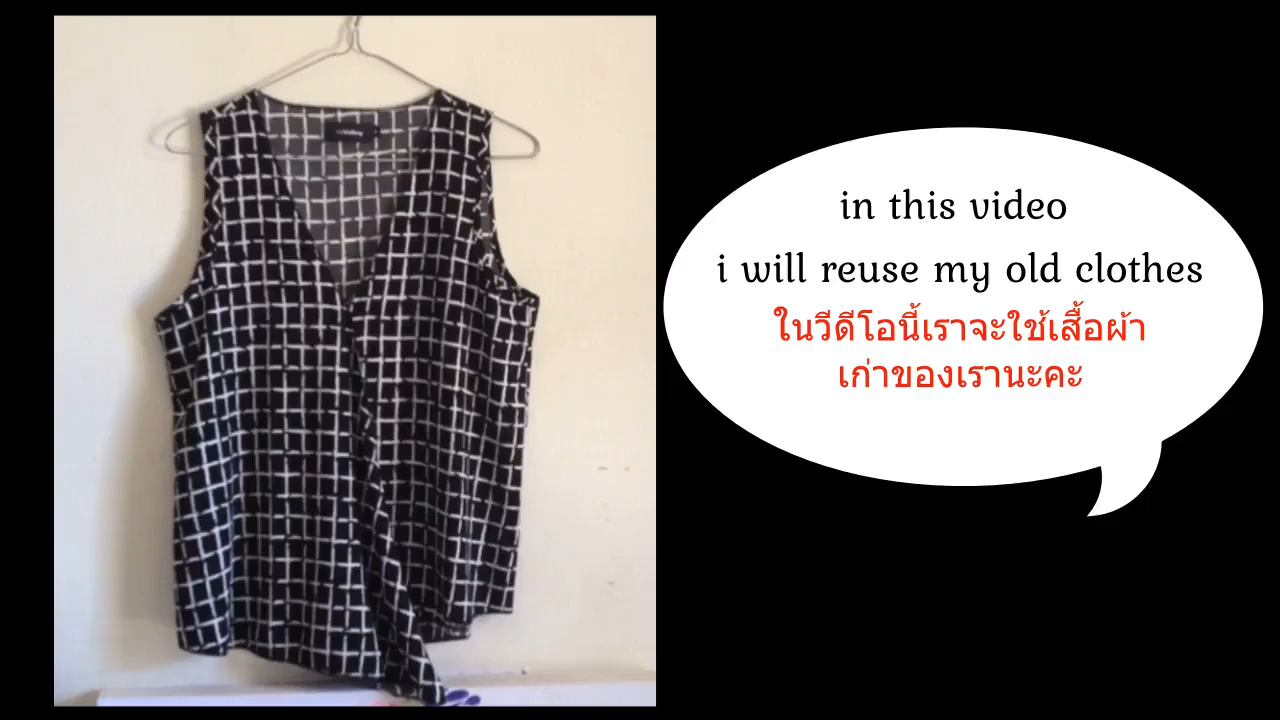 in this video
i will reuse my old clothes
ในวีดีโอนี้เราจะใช้เสื้อผ้า
เก่าของเรานะคะ